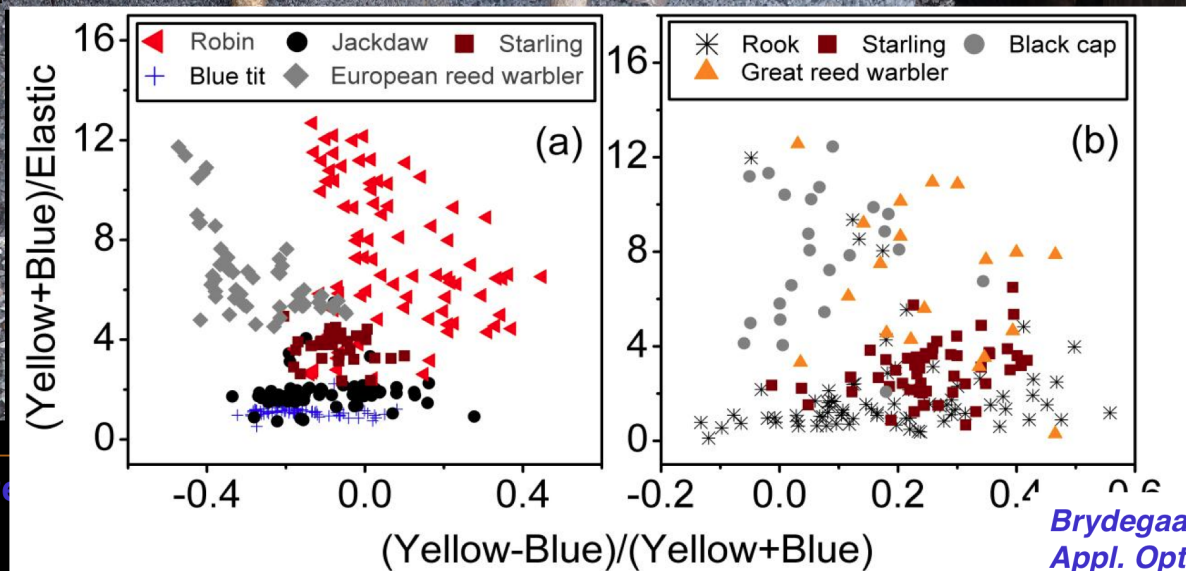 (Yellow+Blue)/Elastic
16
12
8
4
0
Robin Jackdaw Starling
Blue tit European reed warbler
(a)
-0.4 0.0 0.4
16
12
8
4
0
Rook Starling Black cap
Great reed warbler
(b)
-0.2 0.0 0.2
(Yellow-Blue)/(Yellow+Blue)
Appl. Opt